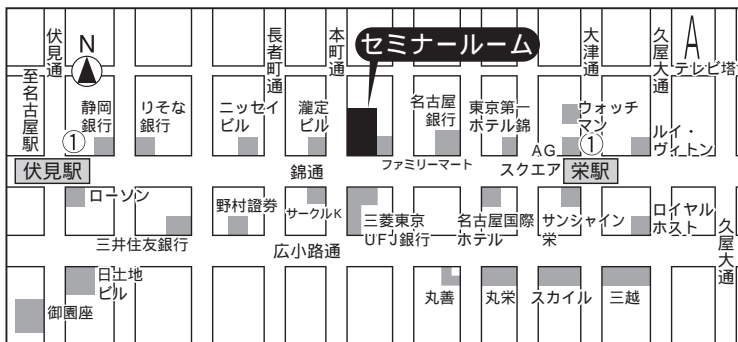 伏見通
N
長者町通
本町通
セミナールーム
大津通
久屋大通
テレビ塔
至名古屋駅
静岡
銀行
りそな
銀行
ニッセイ
ビル
瀧定
ビル
名古屋
銀行
東京第一
ホテル錦
ウォッチ
マン
ルイ・
ヴィトン
①
①
AG
スクエア
ファミリーマート
伏見駅
錦通
栄駅
ローソン
三井住友銀行
野村證券
サークルK
三菱東京
UFJ銀行
名古屋国際
ホテル
サンシャイン
栄
ロイヤル
ホスト
広小路通
久屋大通
日土地
ビル
御園座
丸善
丸栄
スカイル
三越